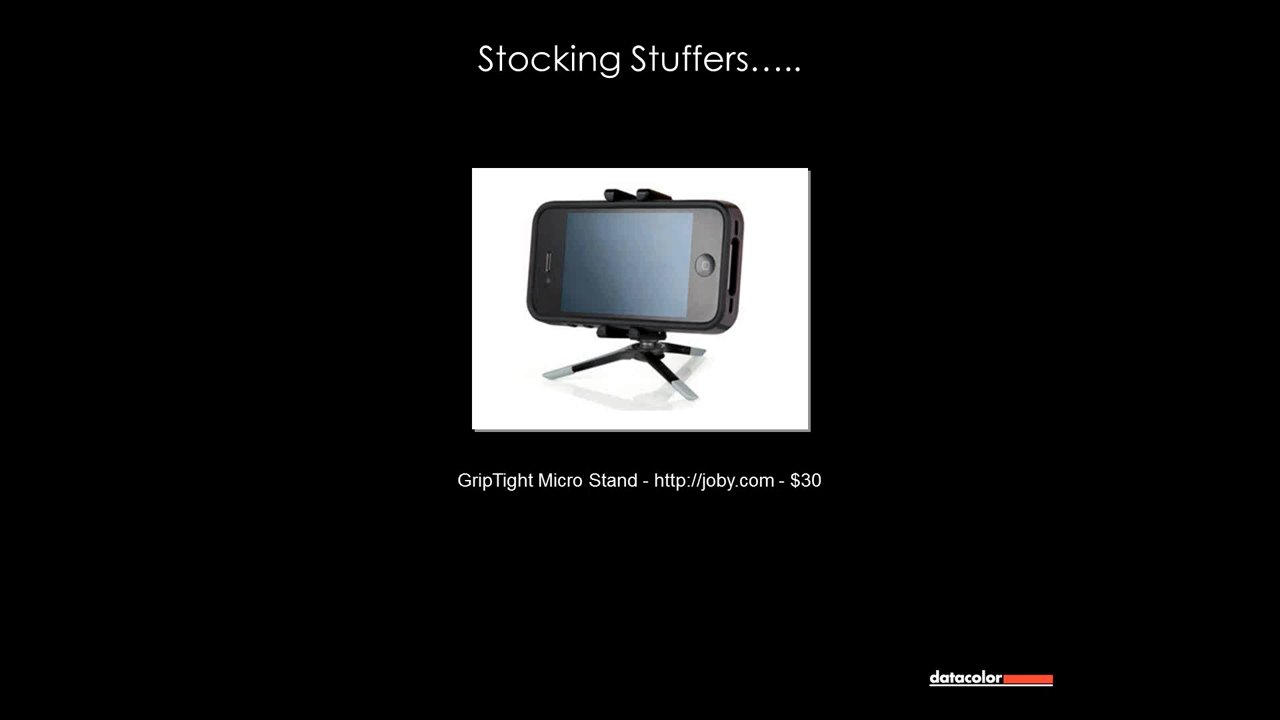 Stocking Stuffers.....
GripTight Micro Stand - http://joby.com - $30
datacolor